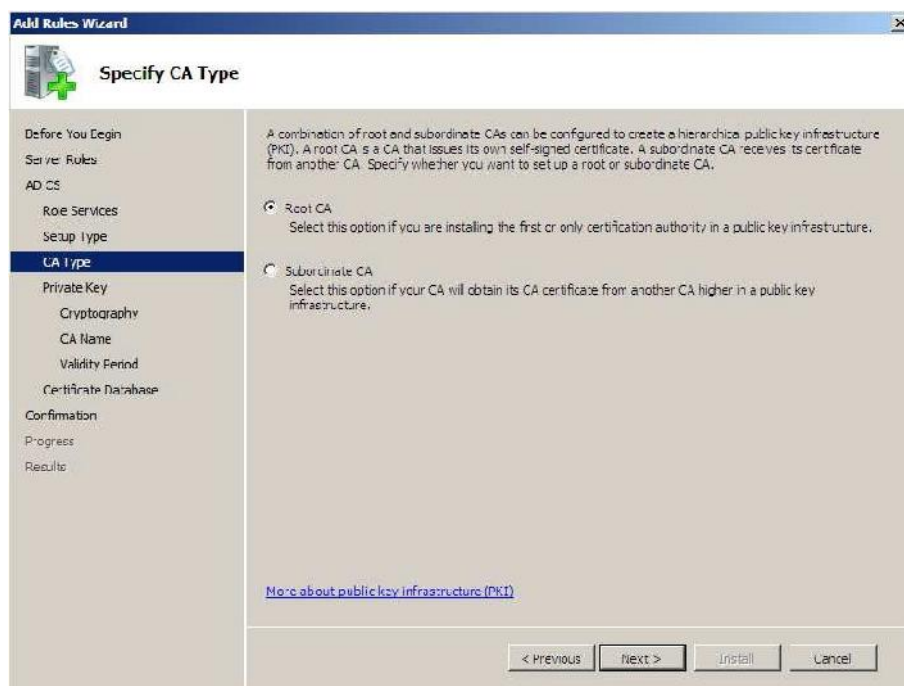 Add Rules Wizard
Specify CA Type
Before You Begin
Server Roles
AD CS
Role Services
Setup Type
CA Type
Private Key
Cryptography
CA Name
Validity Period
Certificate Database
Confirmation
Progress
Results
A combination of root and subordinate CAs can be configured to create a hierarchical public key infrastructure
(PKI). A root CA is a CA that issues its own self-signed certificate. A subordinate CA receives its certificate
from another CA. Specify whether you want to set up a root or subordinate CA.
Root CA
Select this option if you are installing the first or only certification authority in a public key infrastructure.
Subordinate CA
Select this option if your CA will obtain its CA certificate from another CA higher in a public key
infrastructure.
More about public key infrastructure (PKI)
< Previous
Next >
Install
Cancel